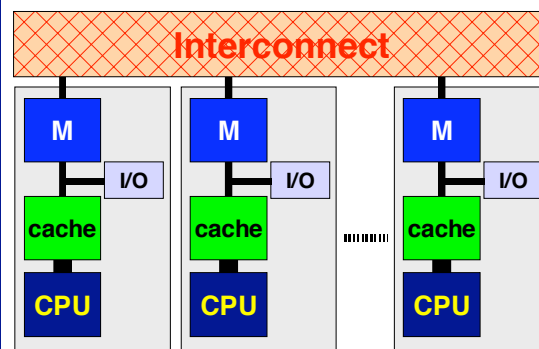 Interconnect
M M M
I/O I/O I/O
cache cache cache
CPU CPU CPU